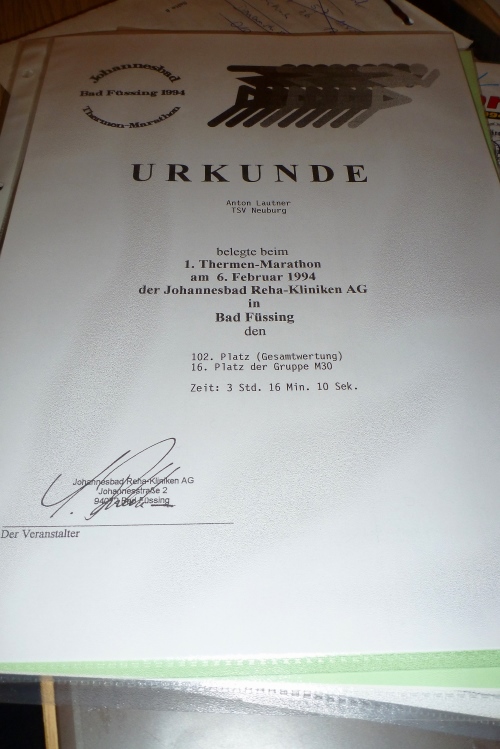 Johannesbad
Bad Füssing 1994
Thermen-Marathon
URKUNDE
Anton Lautner
TSV Neuburg
belegte beim
1. Thermen-Marathon
am 6. Februar 1994
der Johannesbad Reha-Kliniken AG
in
Bad Füssing
den
102. Platz (Gesamtwertung)
16. Platz der Gruppe M30
Zeit: 3 Std. 16 Min. 10 Sek.
Johannesbad Reha-Kliniken AG
Johannesstraße 2
94072 Bad Füssing
Der Veranstalter